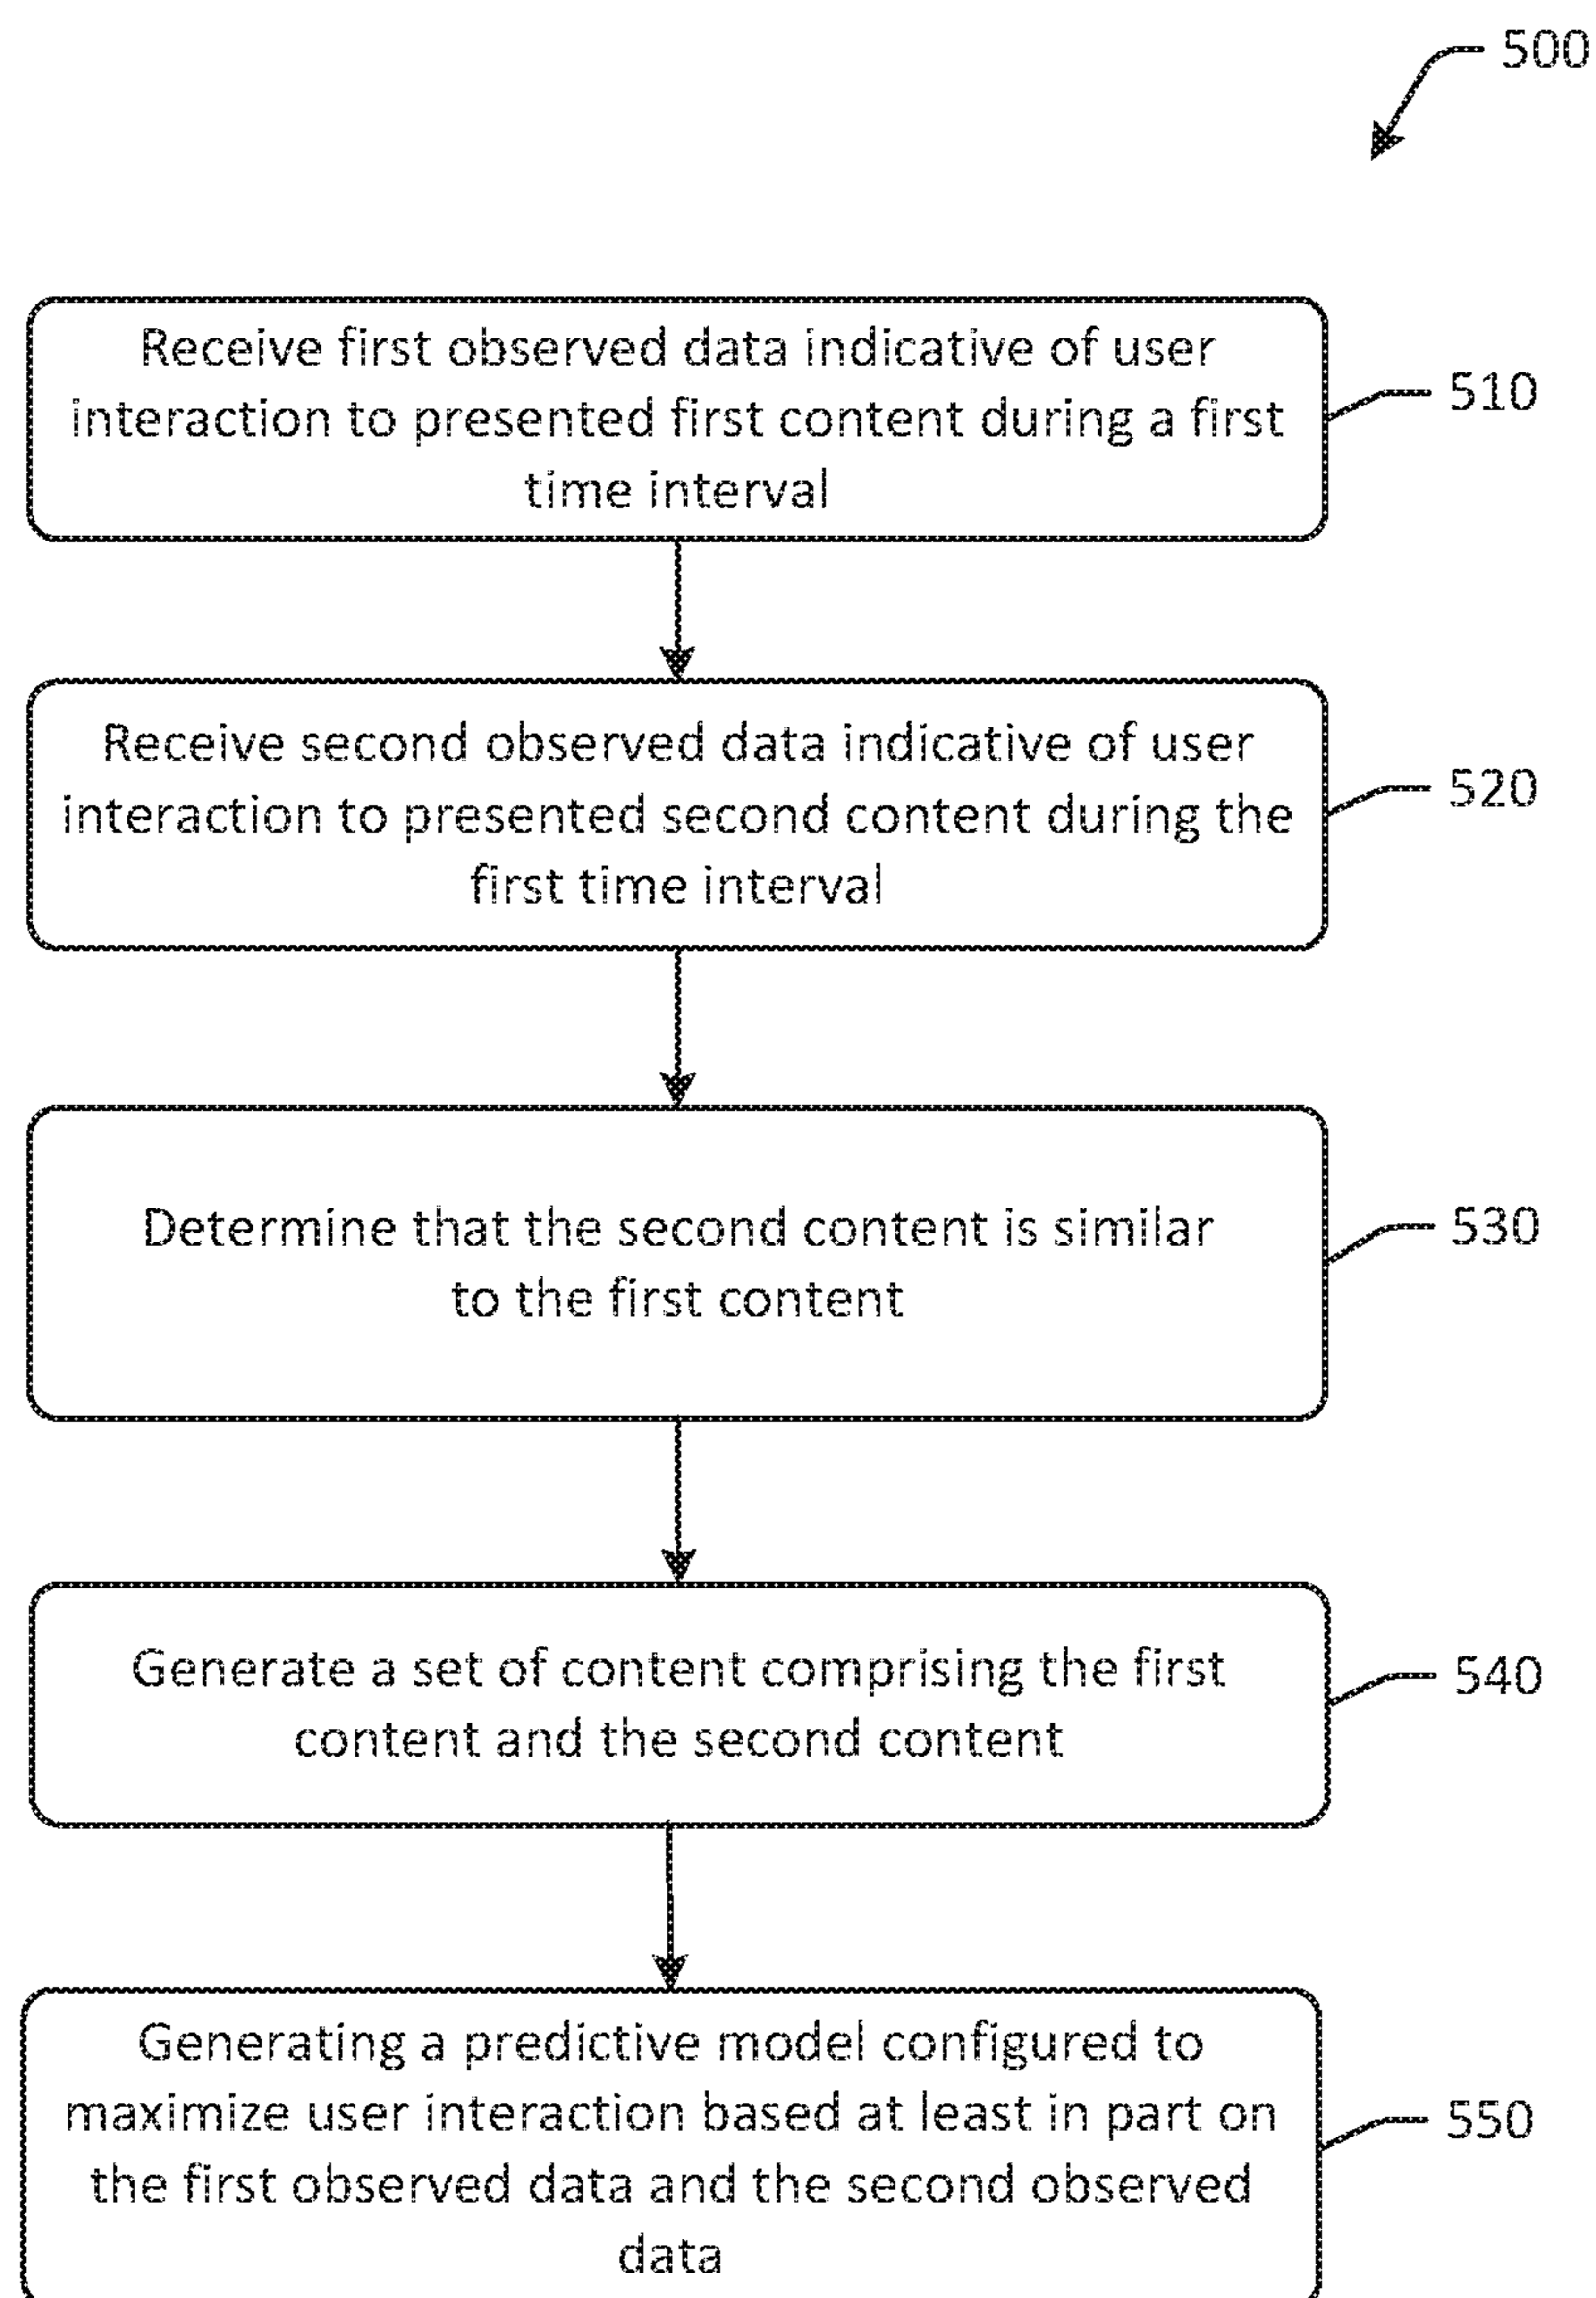 500
Receive first observed data indicative of user
interaction to presented first content during a first
time interval
510
Receive second observed data indicative of user
interaction to presented second content during the
first time interval
520
Determine that the second content is similar
to the first content
530
Generate a set of content comprising the first
content and the second content
540
Generating a predictive model configured to
maximize user interaction based at least in part on
the first observed data and the second observed
data
550